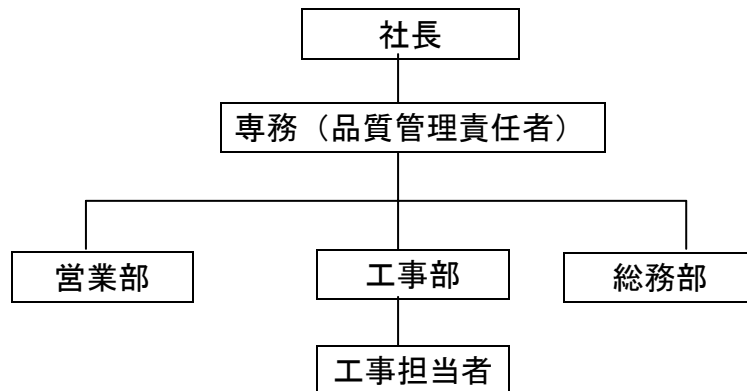 社長
専務（品質管理責任者）
営業部
工事部
総務部
工事担当者